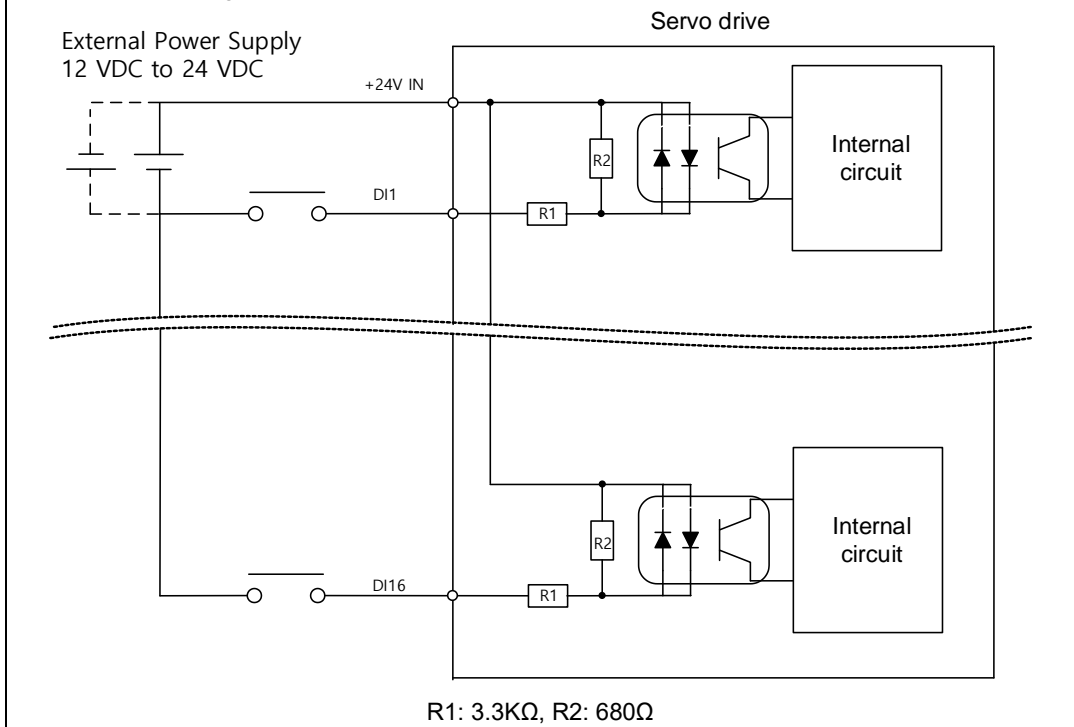 Servo drive
External Power Supply
12 VDC to 24 VDC
+24V IN
R2
Internal
circuit
DI1
R1
R2
Internal
circuit
DI16
R1
R1: 3.3KΩ, R2: 680Ω